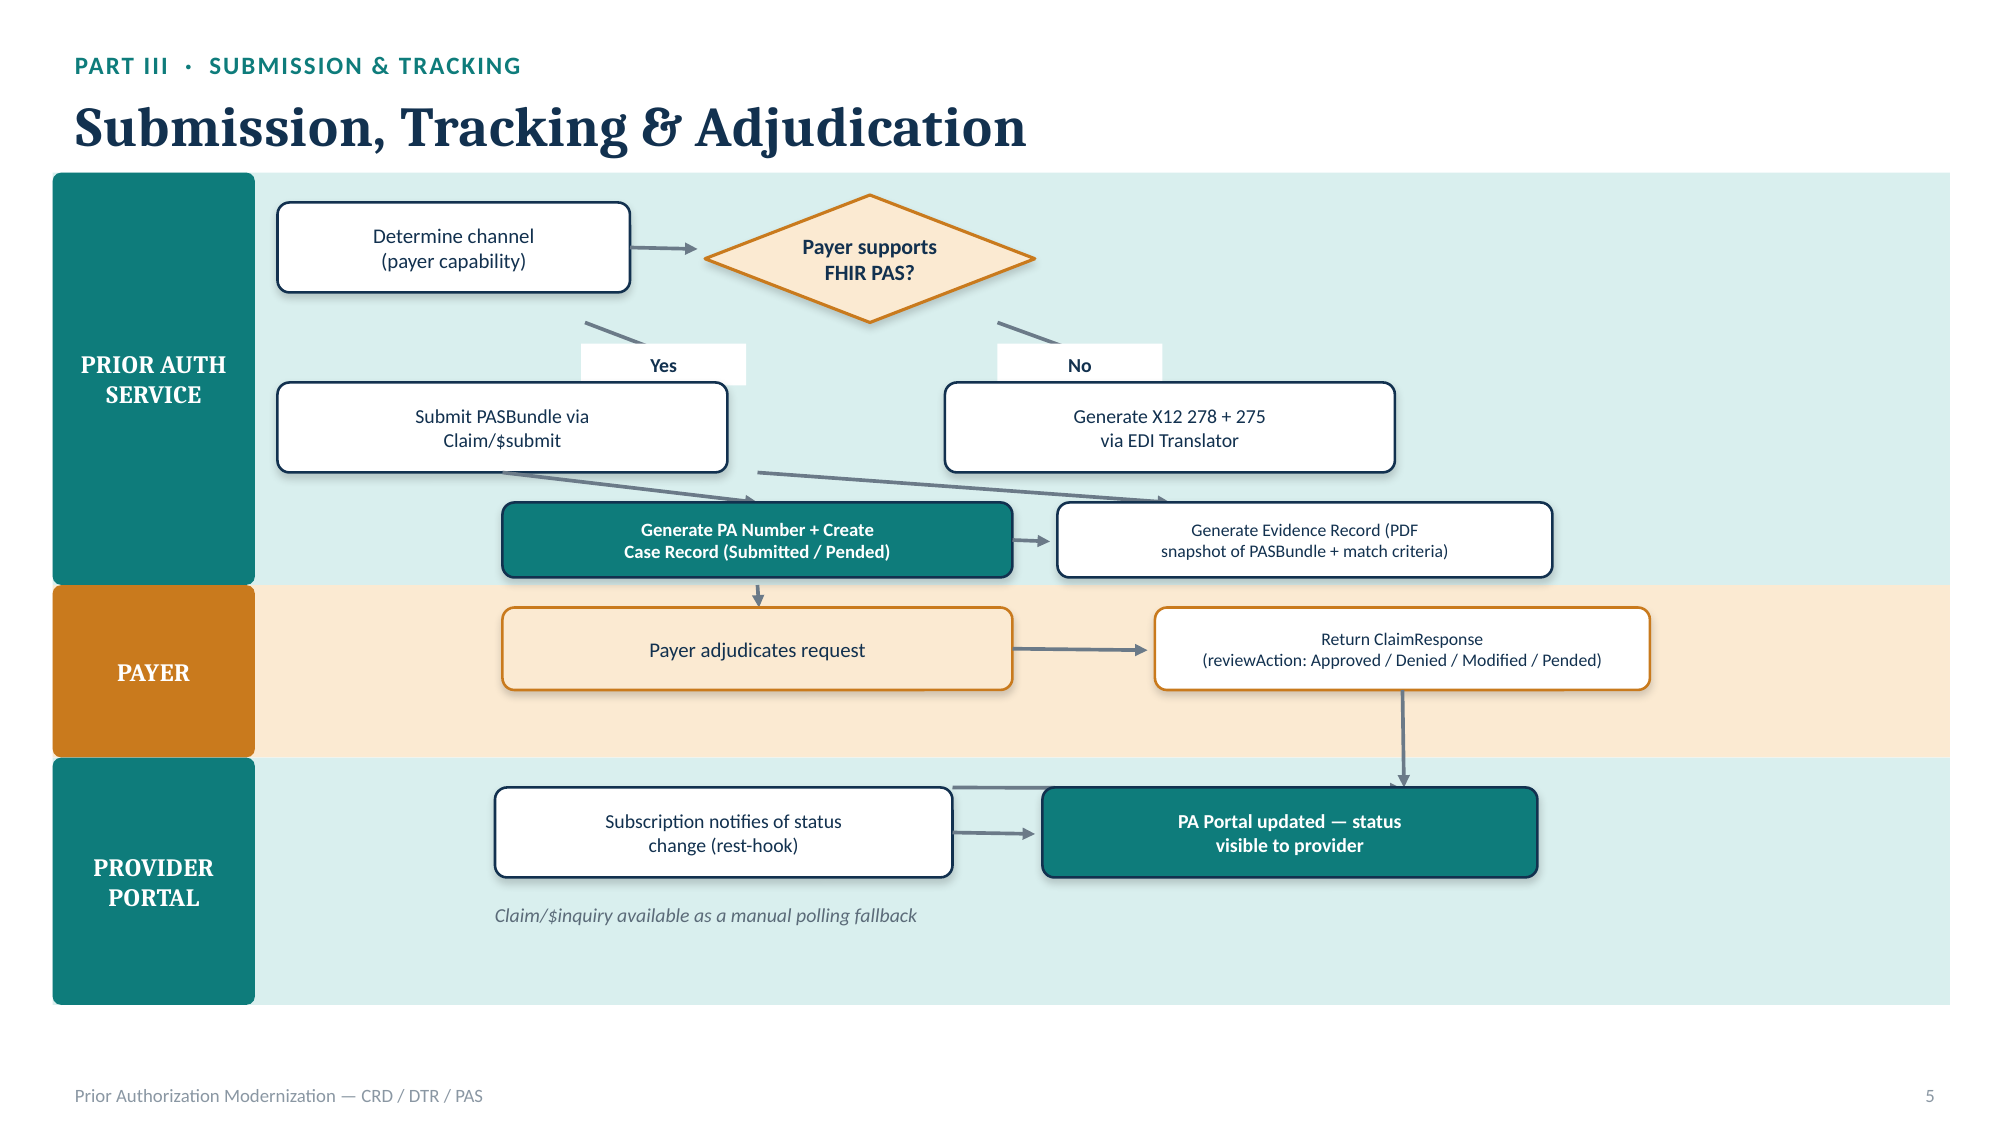 PART III · SUBMISSION & TRACKING
Submission, Tracking & Adjudication
PRIOR AUTH
SERVICE
Determine channel
(payer capability)
Payer supports
FHIR PAS?
Yes
No
Submit PASBundle via
Claim/$submit
Generate X12 278 + 275
via EDI Translator
Generate PA Number + Create
Case Record (Submitted / Pended)
Generate Evidence Record (PDF
snapshot of PASBundle + match criteria)
PAYER
Payer adjudicates request
Return ClaimResponse
(reviewAction: Approved / Denied / Modified / Pended)
PROVIDER
PORTAL
Subscription notifies of status
change (rest-hook)
PA Portal updated — status
visible to provider
Claim/$inquiry available as a manual polling fallback
Prior Authorization Modernization — CRD / DTR / PAS
5